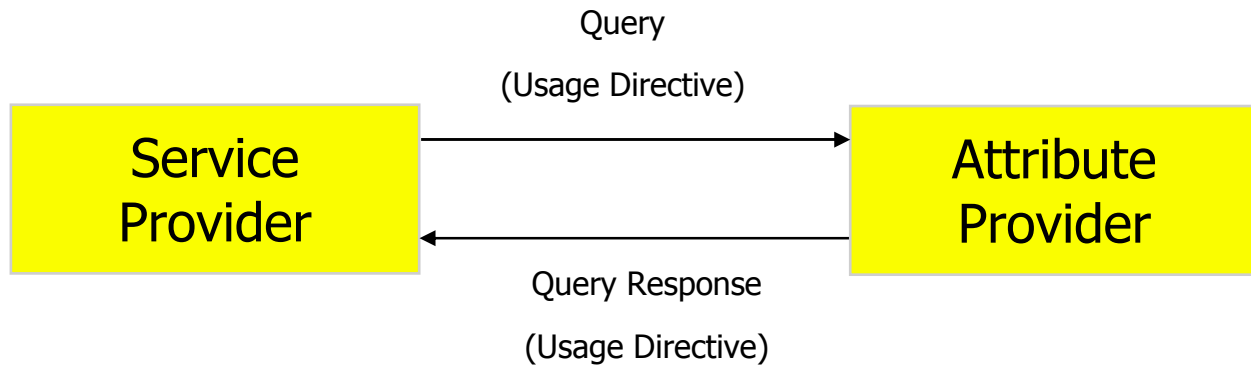 Query
(Usage Directive)
Service
Provider
Attribute
Provider
Query Response
(Usage Directive)